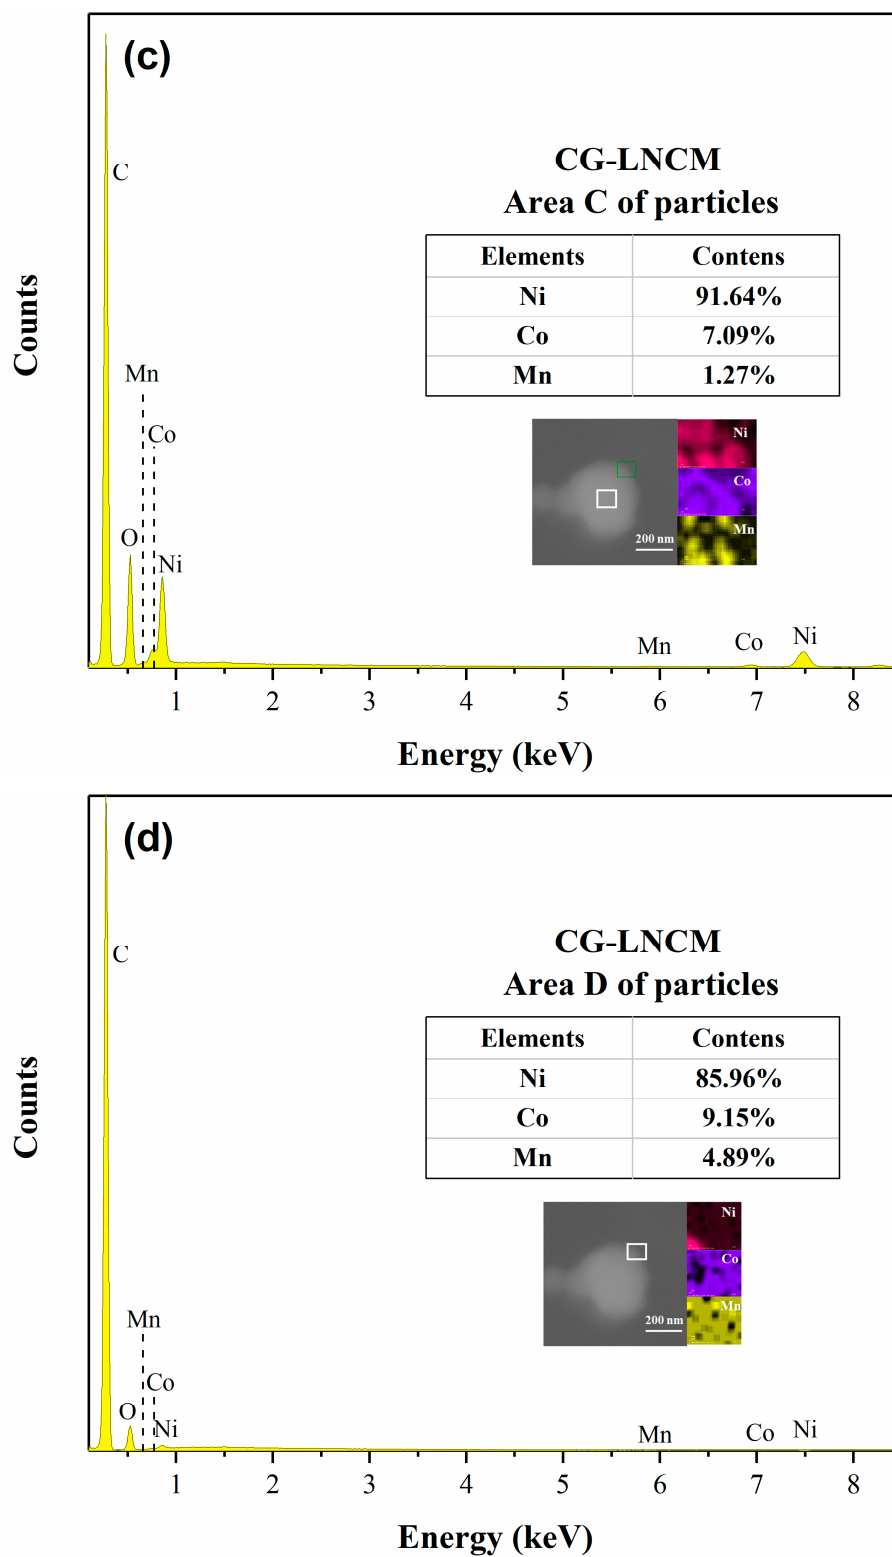 (c)
C
CG-LNCM
Area C of particles
Elements Contens
Ni 91.64%
Co 7.09%
Mn 1.27%
Counts
Mn
Co
O
Ni
Ni
Co
Mn
200 nm
Mn
Co
Ni
1 2 3 4 5 6 7 8
Energy (keV)
(d)
C
CG-LNCM
Area D of particles
Elements Contens
Ni 85.96%
Co 9.15%
Mn 4.89%
Counts
Ni
Co
Mn
200 nm
Mn
Co
O
Ni
Mn
Co
Ni
1 2 3 4 5 6 7 8
Energy (keV)